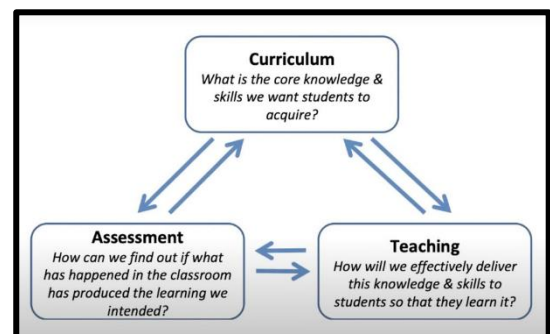 Curriculum
What is the core knowledge &
skills we want students to
acquire?
Assessment
How can we find out if what
has happened in the classroom
has produced the learning we
intended?
Teaching
How will we effectively deliver
this knowledge & skills to
students so that they learn it?